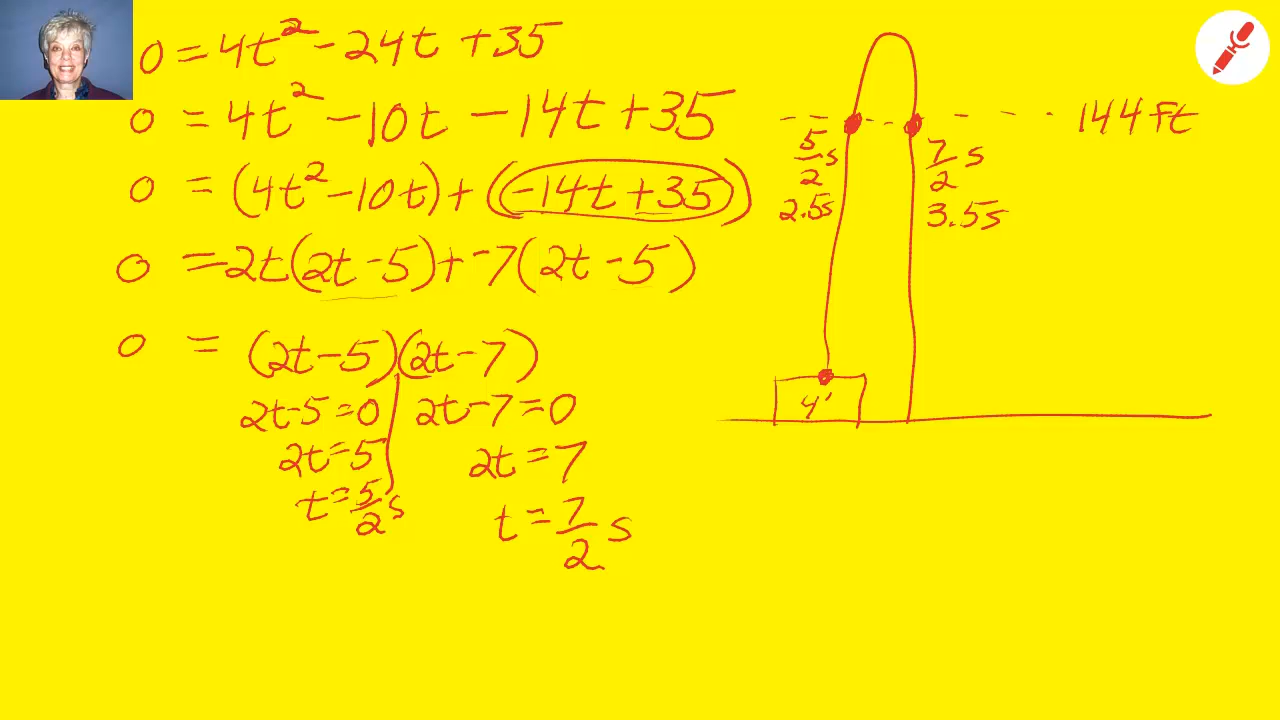 0 = 4t² - 24t + 35
0 = 4t² - 10t - 14t + 35
0 = (4t² - 10t) + (-14t + 35)
0 = 2t(2t - 5) + -7(2t - 5)
0 = (2t - 5)(2t - 7)
2t - 5 = 0 2t - 7 = 0
2t = 5 2t = 7
t = 5/2 s t = 7/2 s
144 ft
5/2 s 7/2 s
2.5s 3.5s
4'